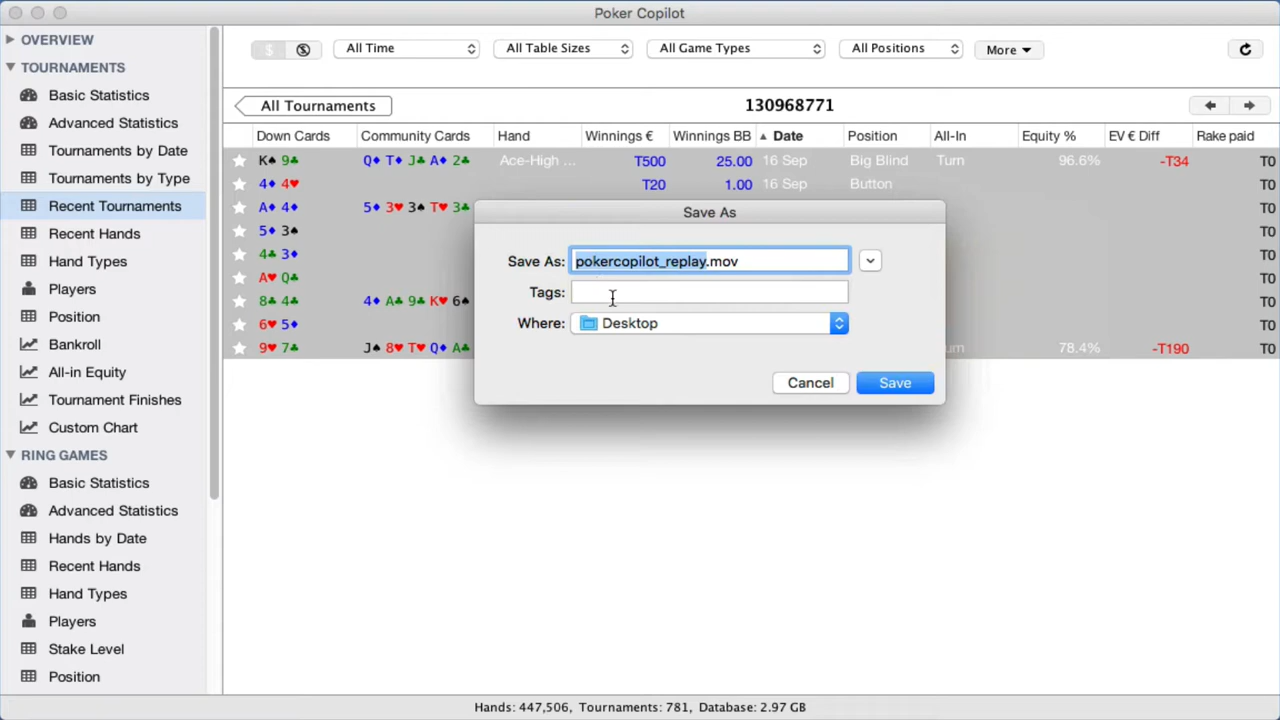 Poker Copilot
OVERVIEW
TOURNAMENTS
Basic Statistics
Advanced Statistics
Tournaments by Date
Tournaments by Type
Recent Tournaments
Recent Hands
Hand Types
Players
Position
Bankroll
All-in Equity
Tournament Finishes
Custom Chart
RING GAMES
Basic Statistics
Advanced Statistics
Hands by Date
Recent Hands
Hand Types
Players
Stake Level
Position
$ $ All Time All Table Sizes All Game Types All Positions More
All Tournaments 130968771
Down Cards Community Cards Hand Winnings € Winnings BB Date Position All-In Equity % EV € Diff Rake paid
K♠ 9♣ Q♦ T♦ J♣ A♦ 2♣ Ace-High ... T500 25.00 16 Sep Big Blind Turn 96.6% -T34 T0
4♦ 4♥ T20 1.00 16 Sep Button T0
A♦ 4♦ 5♦ 3♥ 3♠ T♥ 3♣ T0
5♦ 3♠ T0
4♣ 3♦ T0
A♥ Q♣ T0
8♣ 4♣ 4♦ A♣ 9♣ K♥ 6♠ T0
6♥ 5♦ T0
9♥ 7♣ J♠ 8♥ T♥ Q♦ A♣ 78.4% -T190 T0
Save As
Save As: pokercopilot_replay.mov
Tags:
Where: Desktop
Cancel Save
Hands: 447,506, Tournaments: 781, Database: 2.97 GB